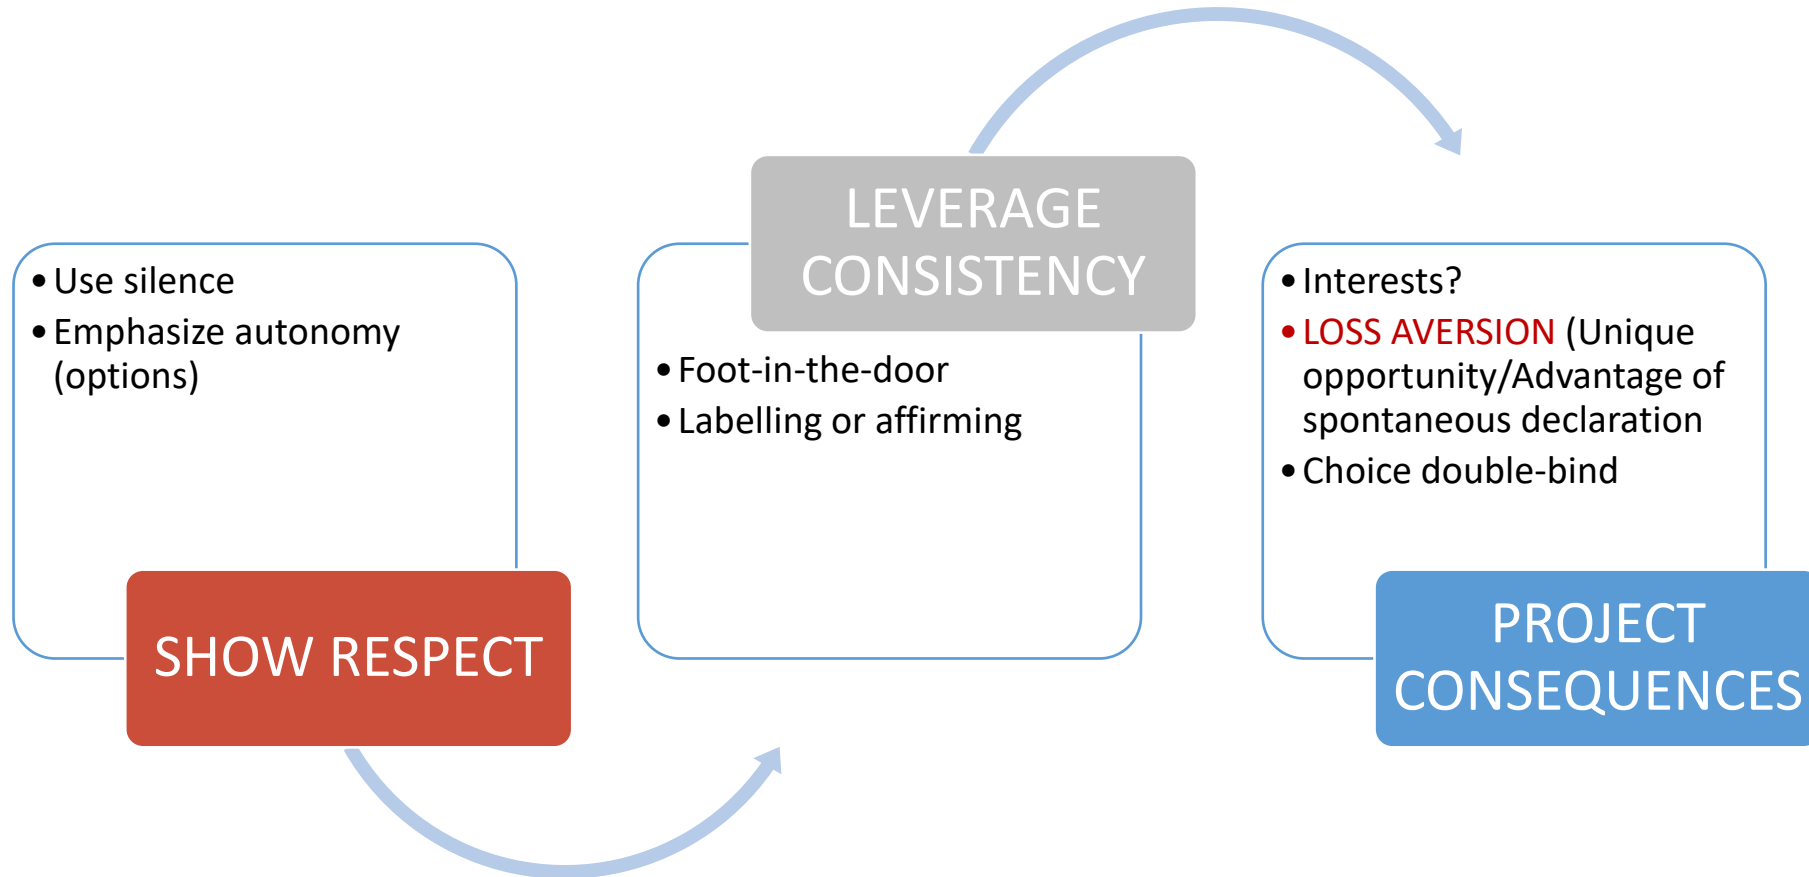 • Use silence
• Emphasize autonomy
(options)
SHOW RESPECT
LEVERAGE
CONSISTENCY
• Foot-in-the-door
• Labelling or affirming
• Interests?
• LOSS AVERSION (Unique
opportunity/Advantage of
spontaneous declaration
• Choice double-bind
PROJECT
CONSEQUENCES